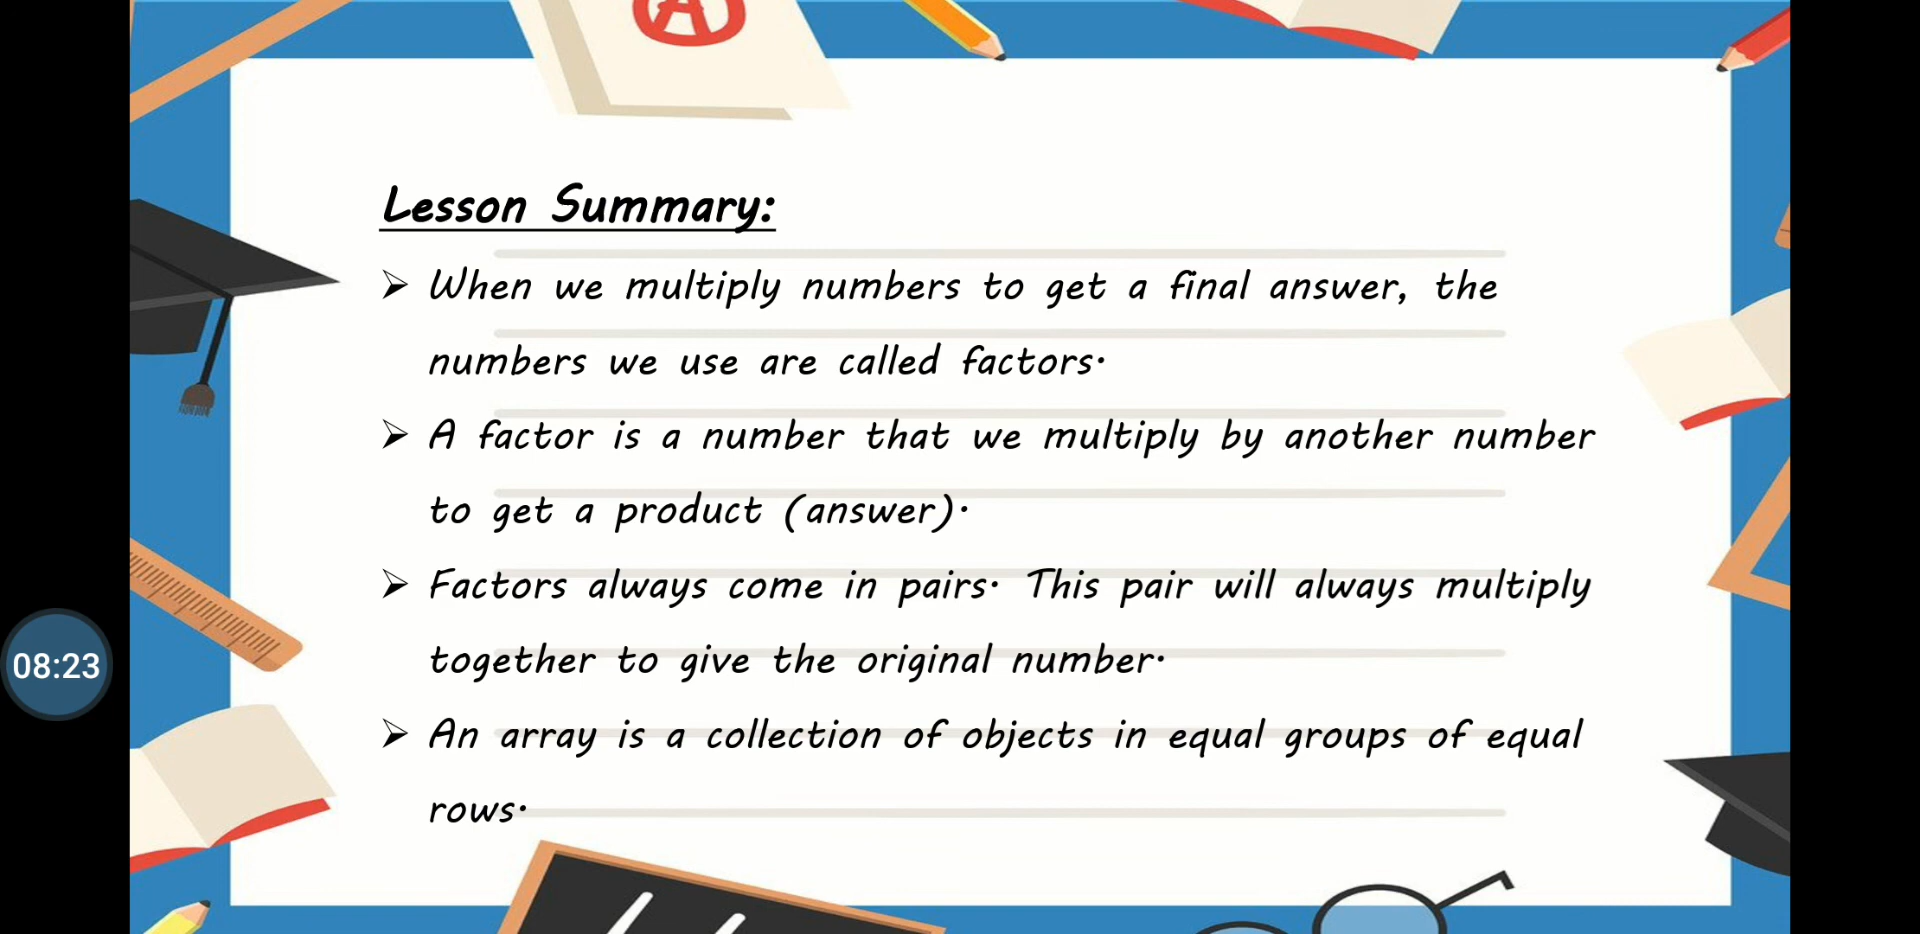 A
Lesson Summary:
➢ When we multiply numbers to get a final answer, the
numbers we use are called factors.
➢ A factor is a number that we multiply by another number
to get a product (answer).
➢ Factors always come in pairs. This pair will always multiply
together to give the original number.
➢ An array is a collection of objects in equal groups of equal
rows.
08:23